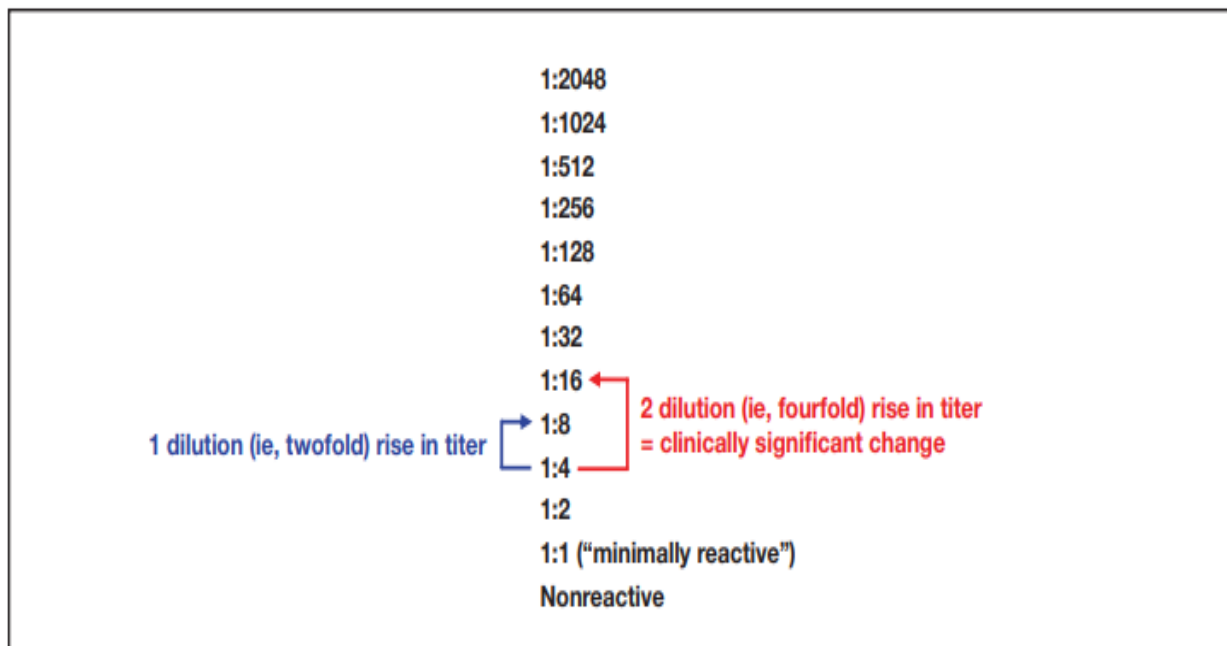 1:2048
1:1024
1:512
1:256
1:128
1:64
1:32
1:16
2 dilution (ie, fourfold) rise in titer
= clinically significant change
1:8
1 dilution (ie, twofold) rise in titer
1:4
1:2
1:1 (“minimally reactive”)
Nonreactive